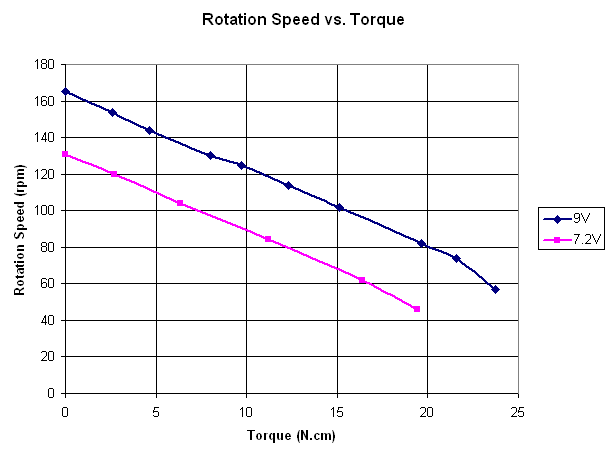 Rotation Speed vs. Torque
180
160
140
120
100
80
60
40
20
0
Rotation Speed (rpm)
0 5 10 15 20 25
Torque (N.cm)
9V
7.2V